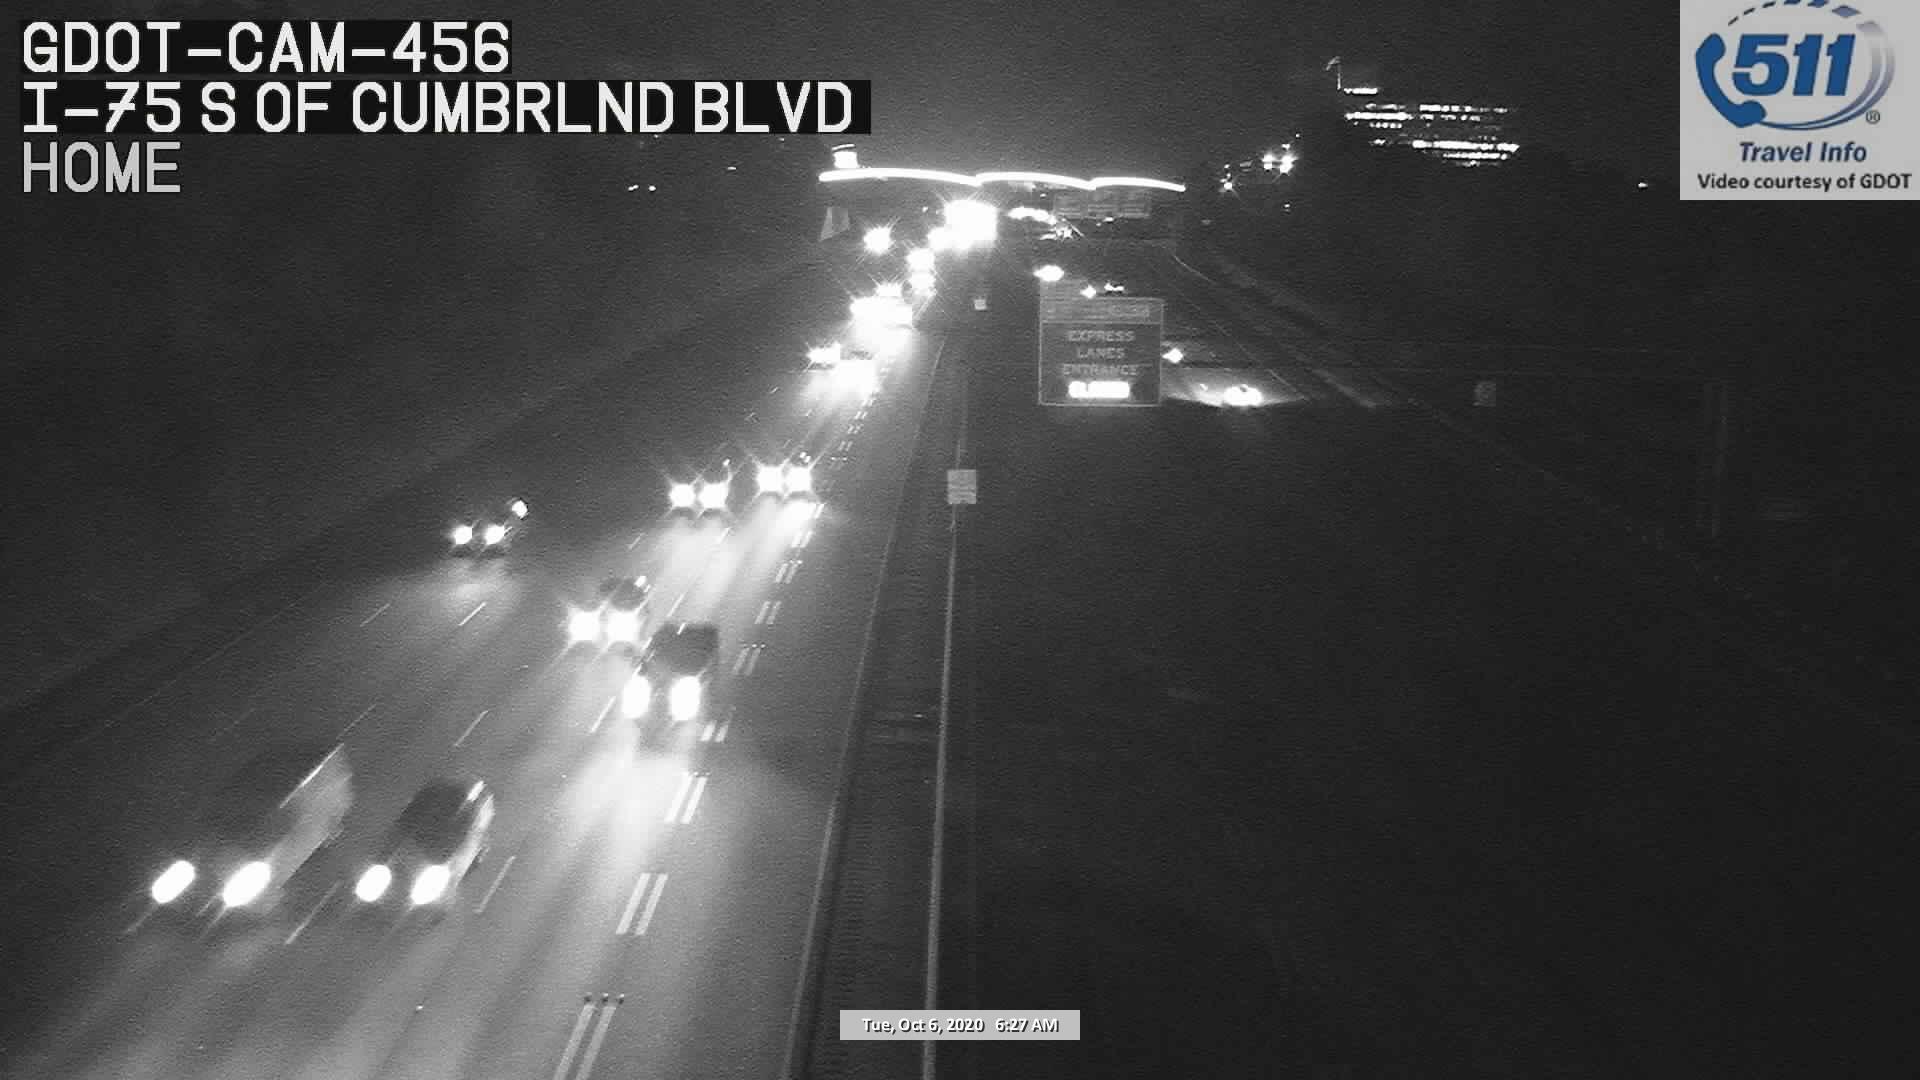 GDOT-CAM-456
I-75 S OF CUMBRLND BLVD
HOME
511
®
Travel Info
Video courtesy of GDOT
EXPRESS
LANES
ENTRANCE
CLOSED
Tue, Oct 6, 2020 6:27 AM